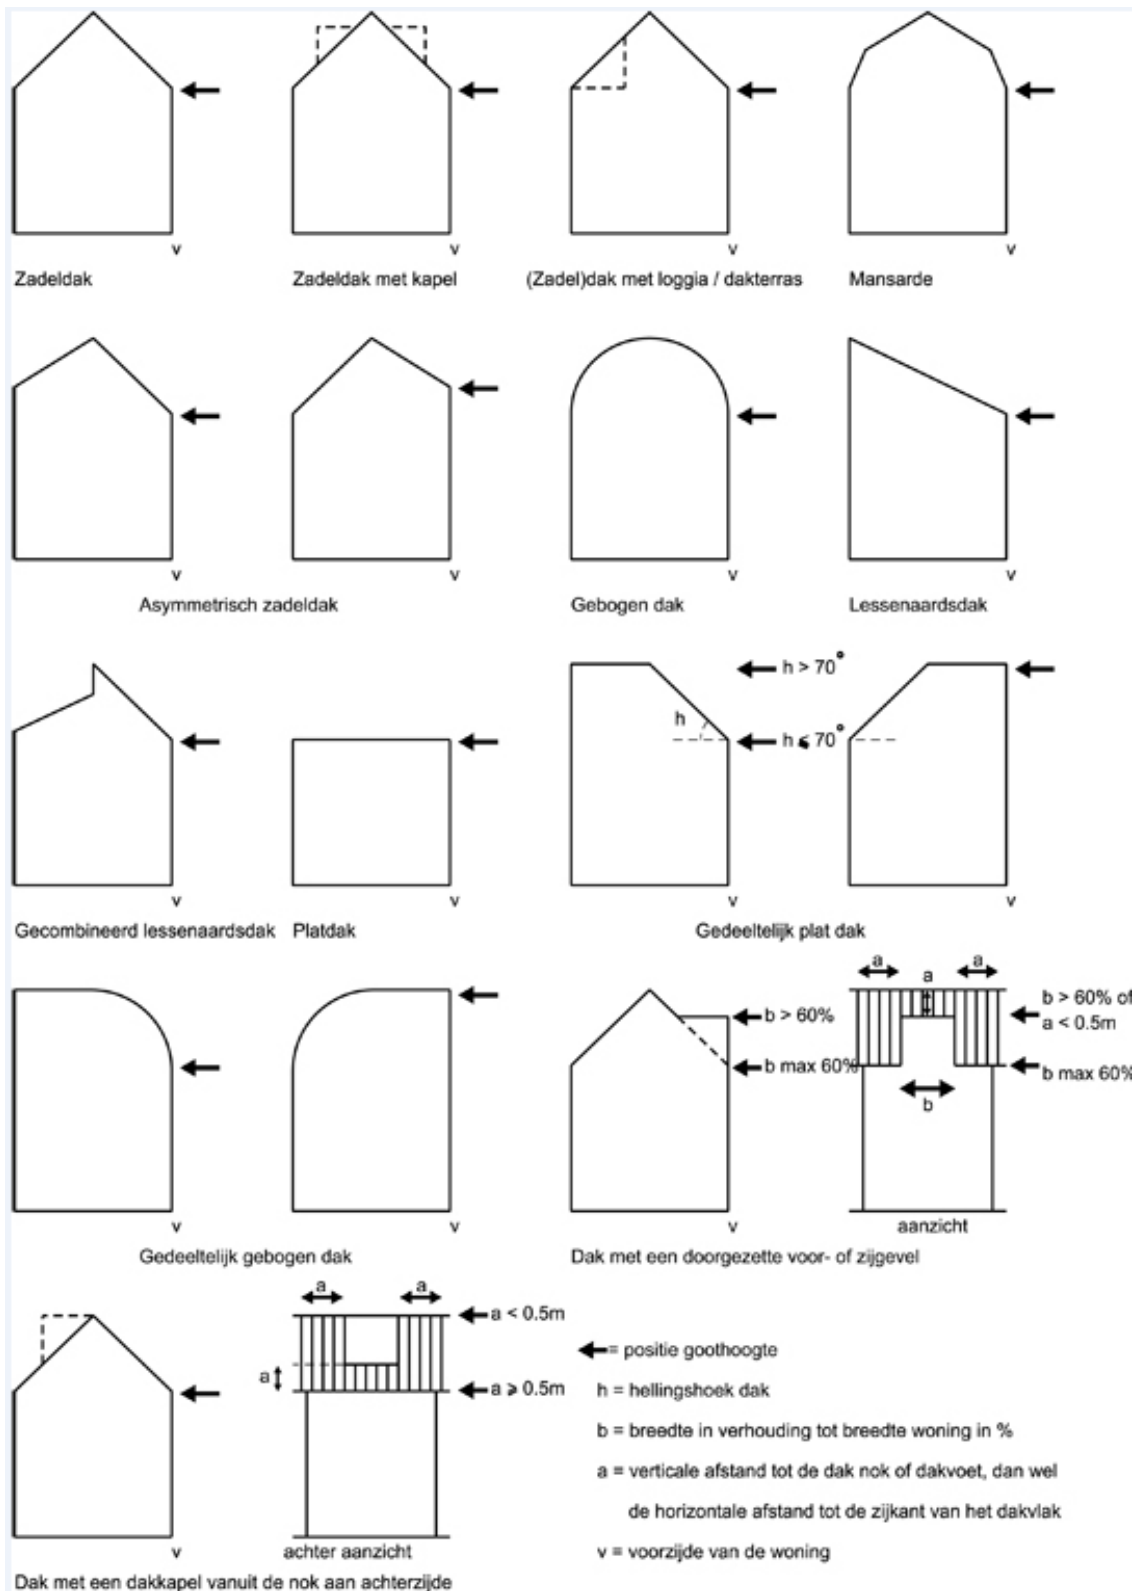 v v v v
Zadeldak Zadeldak met kapel (Zadel)dak met loggia / dakterras Mansarde
v v v v
Asymmetrisch zadeldak Gebogen dak Lessenaardsdak
h > 70°
h
h ⩽ 70°
v v v v
Gecombineerd lessenaardsdak Platdak Gedeeltelijk plat dak
a a a
b > 60% b > 60% of
a < 0.5m
b max 60% b max 60%
b
v v v aanzicht
Gedeeltelijk gebogen dak Dak met een doorgezette voor- of zijgevel
a a
a < 0.5m
= positie goothoogte
a
a ⩾ 0.5m
h = hellingshoek dak
b = breedte in verhouding tot breedte woning in %
a = verticale afstand tot de dak nok of dakvoet, dan wel
de horizontale afstand tot de zijkant van het dakvlak
v achter aanzicht v = voorzijde van de woning
Dak met een dakkapel vanuit de nok aan achterzijde